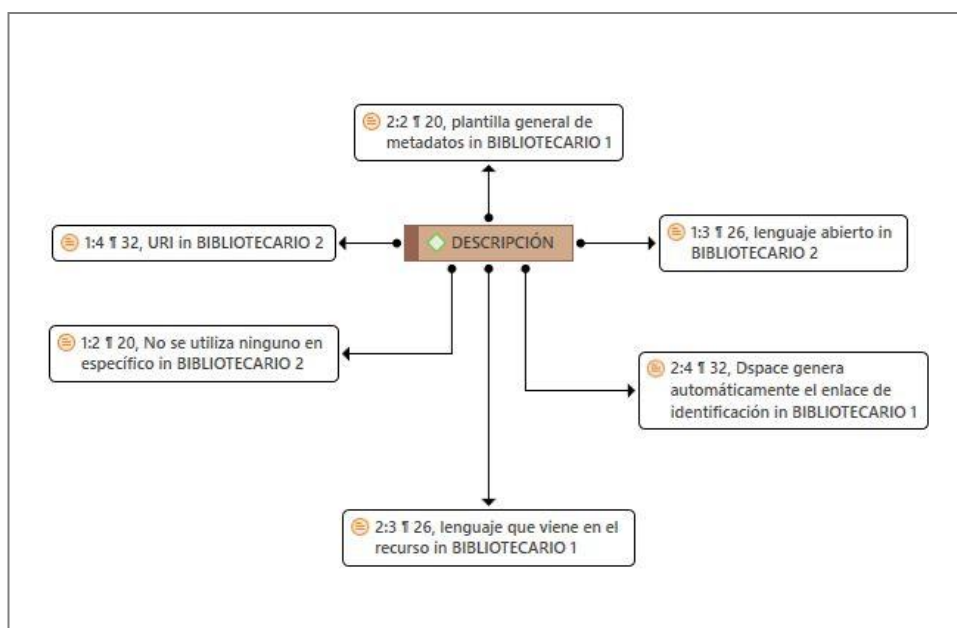 2:2 ¶ 20, plantilla general de
metadatos in BIBLIOTECARIO 1
1:4 ¶ 32, URI in BIBLIOTECARIO 2
DESCRIPCIÓN
1:3 ¶ 26, lenguaje abierto in
BIBLIOTECARIO 2
1:2 ¶ 20, No se utiliza ninguno en
específico in BIBLIOTECARIO 2
2:4 ¶ 32, Dspace genera
automáticamente el enlace de
identificación in BIBLIOTECARIO 1
2:3 ¶ 26, lenguaje que viene en el
recurso in BIBLIOTECARIO 1